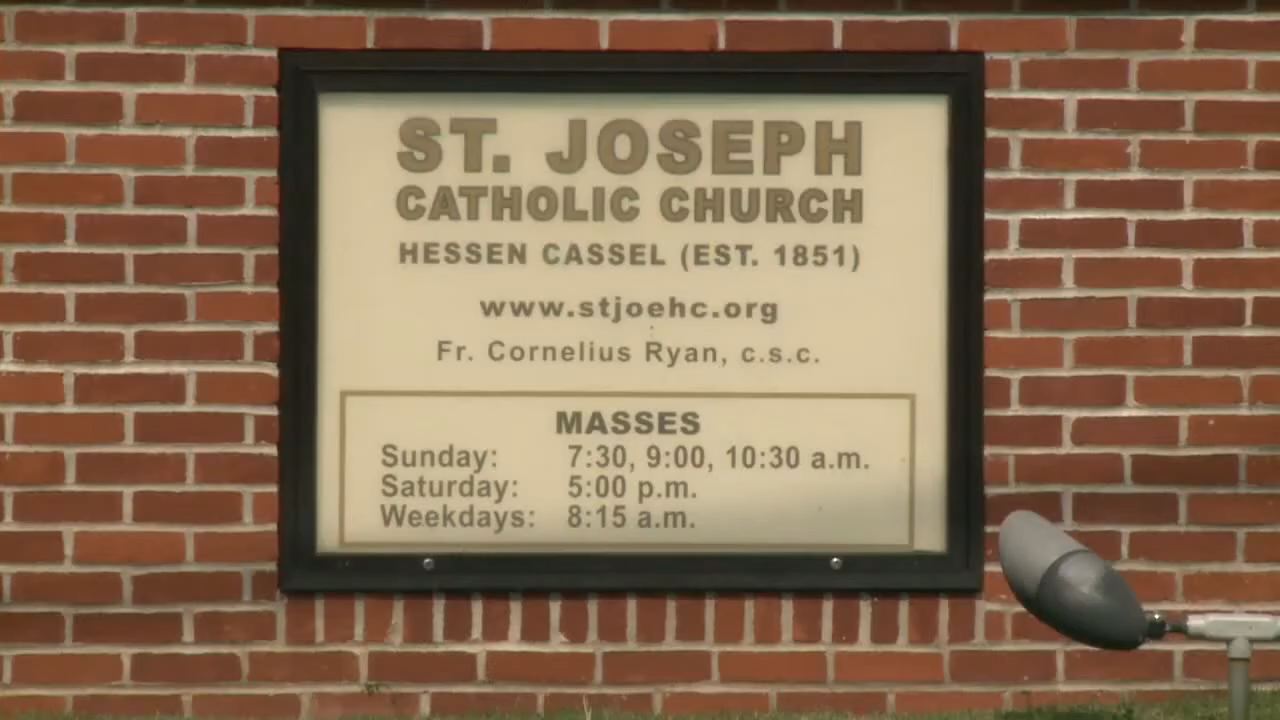 ST. JOSEPH
CATHOLIC CHURCH
HESSEN CASSEL (EST. 1851)
www.stjoehc.org
Fr. Cornelius Ryan, c.s.c.
MASSES
Sunday: 7:30, 9:00, 10:30 a.m.
Saturday: 5:00 p.m.
Weekdays: 8:15 a.m.